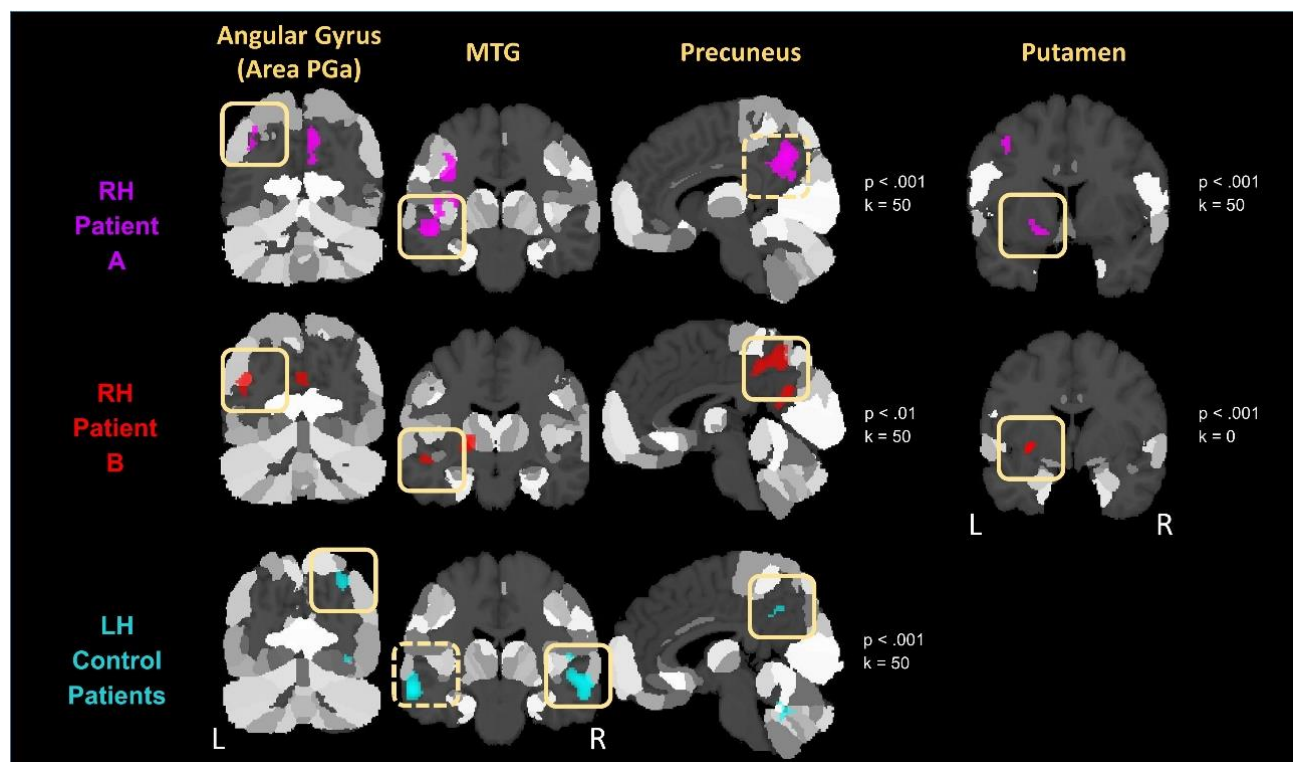 Angular Gyrus
(Area PGa)
MTG
Precuneus
Putamen
RH
Patient
A
p < .001
k = 50
p < .001
k = 50
RH
Patient
B
p < .01
k = 50
p <.001
k = 0
L
R
LH
Control
Patients
p < .001
k = 50
L
R